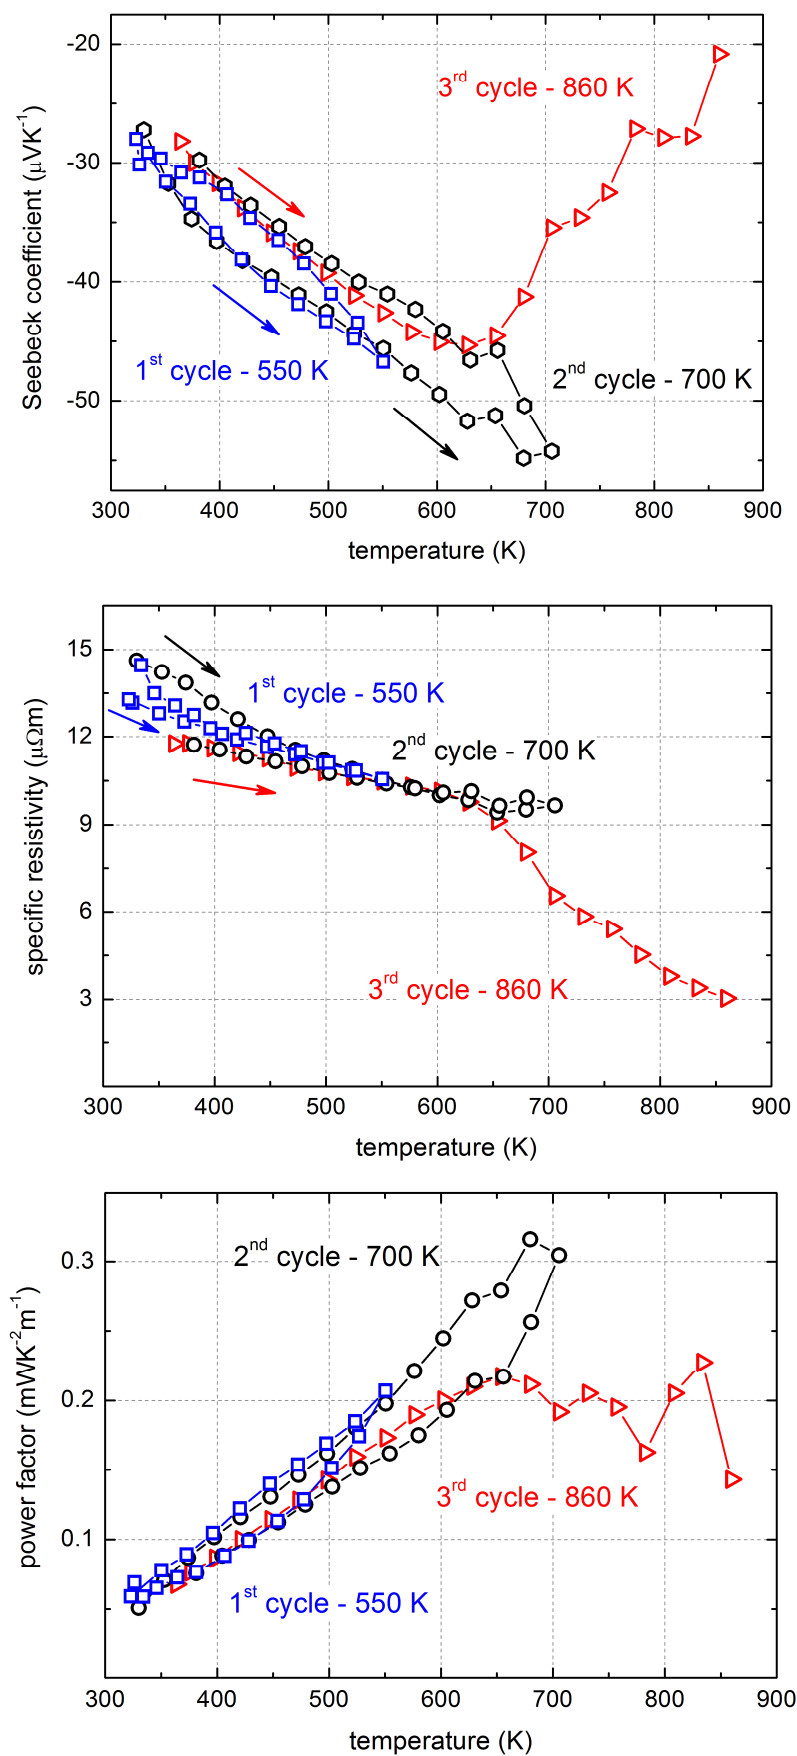 -20
3rd cycle - 860 K
-30
-40
1st cycle - 550 K
2nd cycle - 700 K
-50
Seebeck coefficient (μVK-1)
300 400 500 600 700 800 900
temperature (K)
15
1st cycle - 550 K
12
2nd cycle - 700 K
9
6
3rd cycle - 860 K
3
specific resistivity (μΩm)
300 400 500 600 700 800 900
temperature (K)
2nd cycle - 700 K
0.3
0.2
3rd cycle - 860 K
0.1
1st cycle - 550 K
power factor (mWK-2m-1)
300 400 500 600 700 800 900
temperature (K)